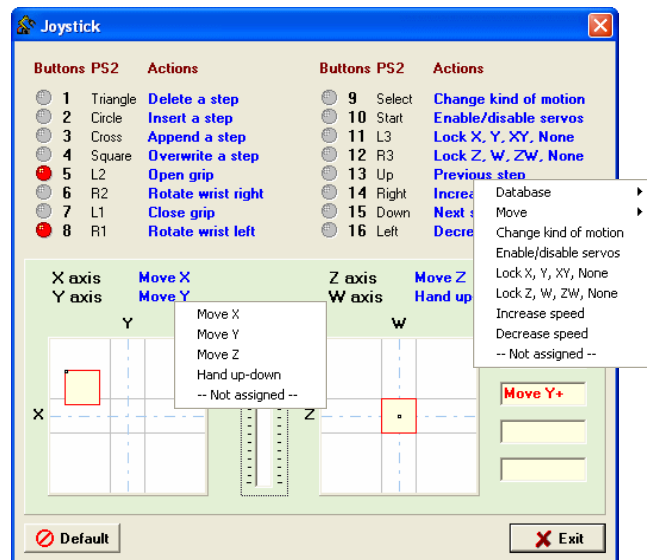 Joystick
Buttons PS2 Actions Buttons PS2 Actions
1 Triangle Delete a step 9 Select Change kind of motion
2 Circle Insert a step 10 Start Enable/disable servos
3 Cross Append a step 11 L3 Lock X, Y, XY, None
4 Square Overwrite a step 12 R3 Lock Z, W, ZW, None
5 L2 Open grip 13 Up Previous step
6 R2 Rotate wrist right 14 Right
7 L1 Close grip 15 Down Next
8 R1 Rotate wrist left 16 Left
Database
Move
Change kind of motion
Enable/disable servos
Lock X, Y, XY, None
Lock Z, W, ZW, None
Increase speed
Decrease speed
-- Not assigned --
X axis Move X Z axis Move Z
Y axis Move Y W axis Hand up
Move X
Move Y
Move Z
Hand up-down
-- Not assigned --
Y W
X Z
Move Y+
Default Exit